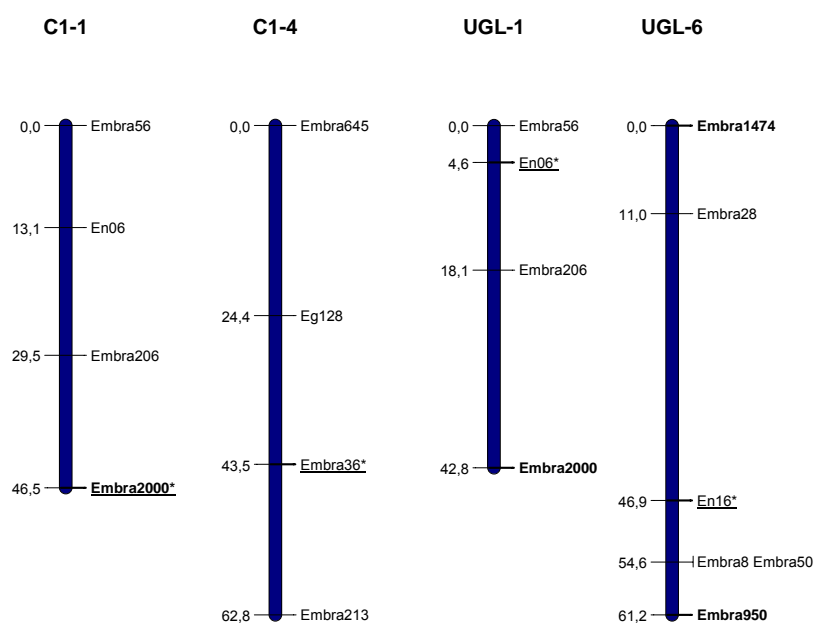 C1-1
0,0 Embra56
13,1 En06
29,5 Embra206
46,5 Embra2000*
C1-4
0,0 Embra645
24,4 Eg128
43,5 Embra36*
62,8 Embra213
UGL-1
0,0 Embra56
4,6 En06*
18,1 Embra206
42,8 Embra2000
UGL-6
0,0 Embra1474
11,0 Embra28
46,9 En16*
54,6 Embra8 Embra50
61,2 Embra950